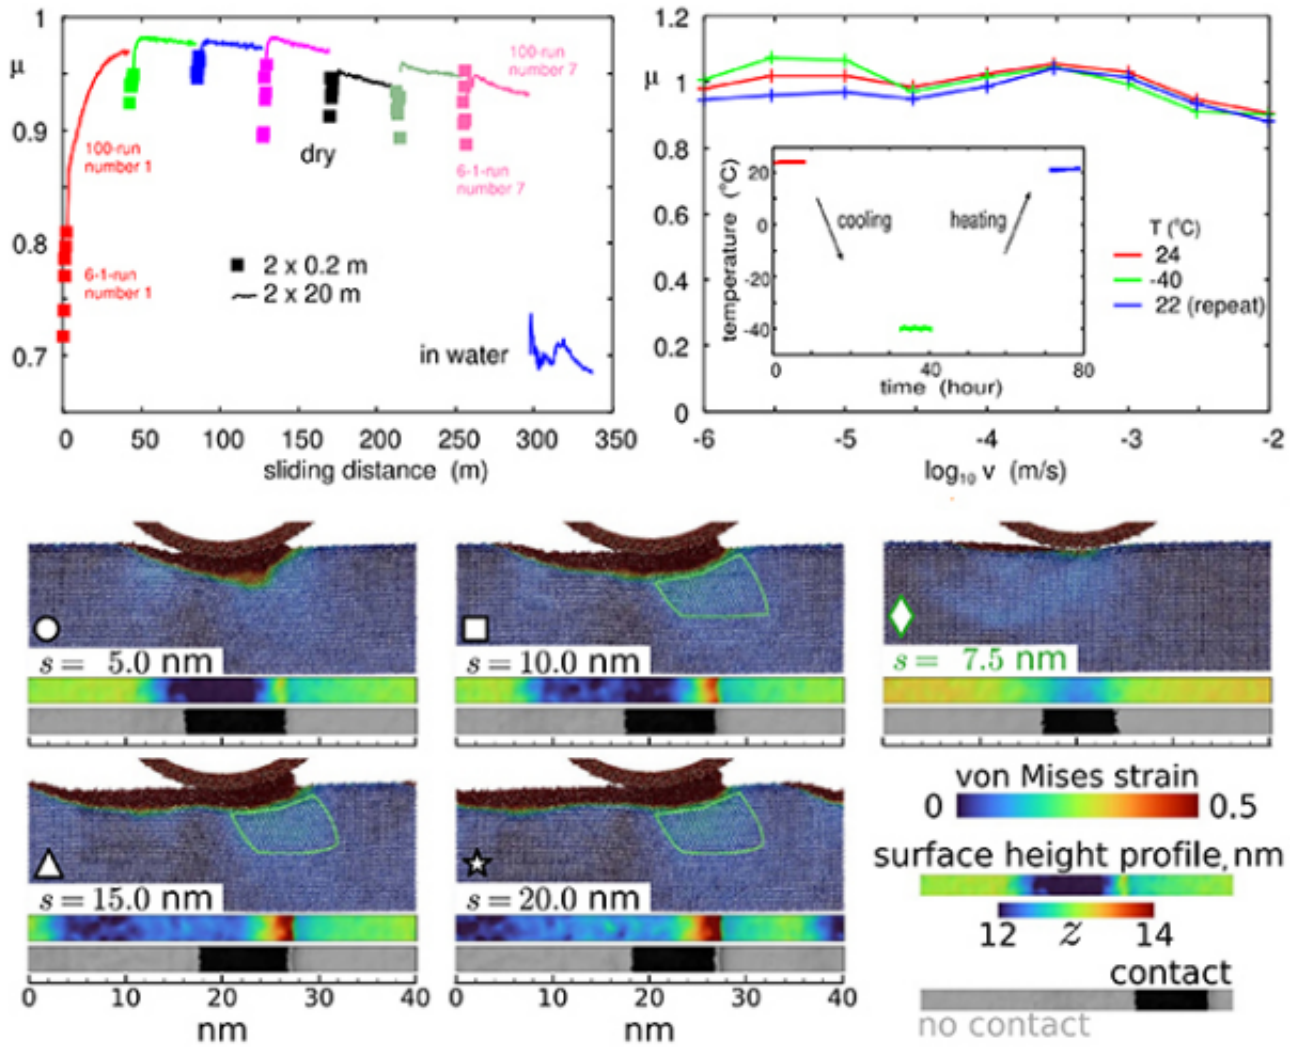 1
0.9
0.8
0.7
μ
100-run
number 1
6-1-run
number 1
dry
100-run
number 7
6-1-run
number 7
2 x 0.2 m
2 x 20 m
in water
0 50 100 150 200 250 300 350
sliding distance (m)
1.2
1
0.8
0.6
0.4
0.2
0
μ
temperature (°C)
20
0
-20
-40
cooling
heating
0 40 80
time (hour)
T (°C)
24
-40
22 (repeat)
-6 -5 -4 -3 -2
log₁₀ v (m/s)
s = 5.0 nm
s = 10.0 nm
s = 7.5 nm
s = 15.0 nm
s = 20.0 nm
0 10 20 30 40
nm
0 10 20 30 40
nm
von Mises strain
0 0.5
surface height profile, nm
12 z 14
contact
no contact